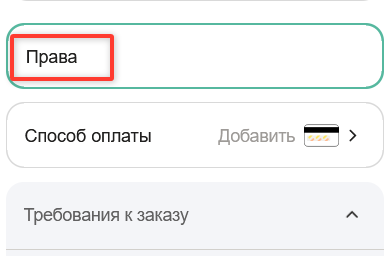 Права
Способ оплаты Добавить
Требования к заказу